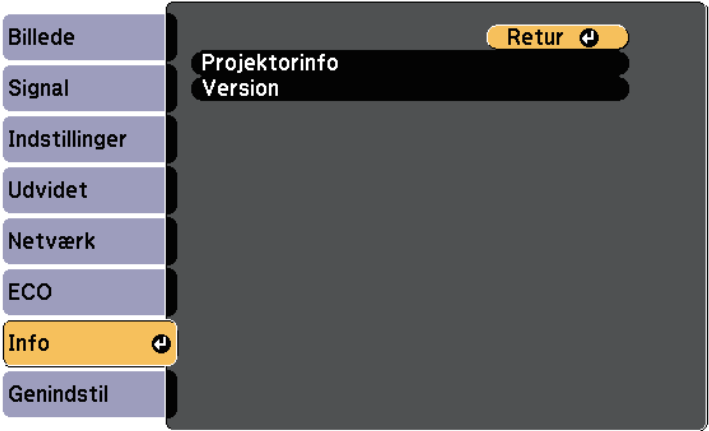 Billede
Signal
Indstillinger
Udvidet
Netværk
ECO
Info
Genindstil
Retur
Projektorinfo
Version